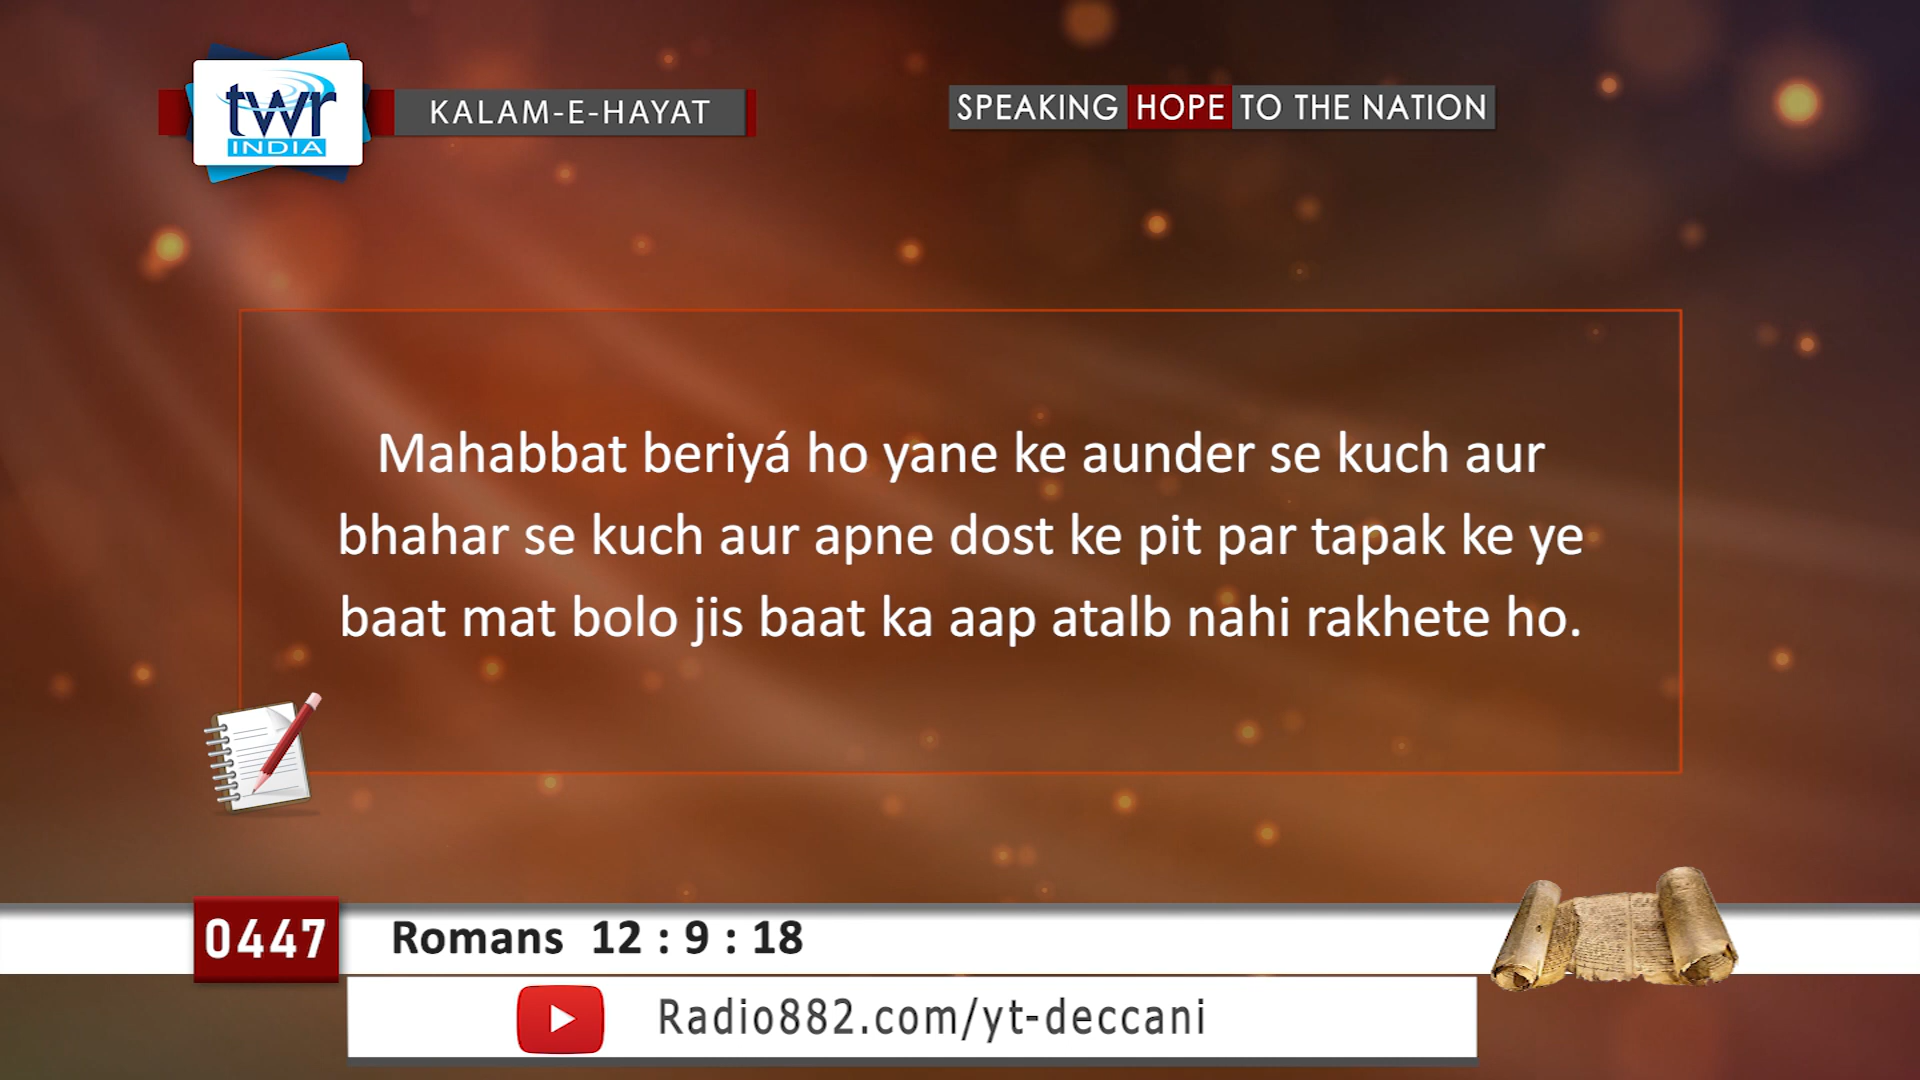 twr
INDIA
KALAM-E-HAYAT
SPEAKING HOPE TO THE NATION
Mahabbat beriyá ho yane ke aunder se kuch aur
bhahar se kuch aur apne dost ke pit par tapak ke ye
baat mat bolo jis baat ka aap atalb nahi rakhete ho.
0447
Romans 12 : 9 : 18
Radio882.com/yt-deccani